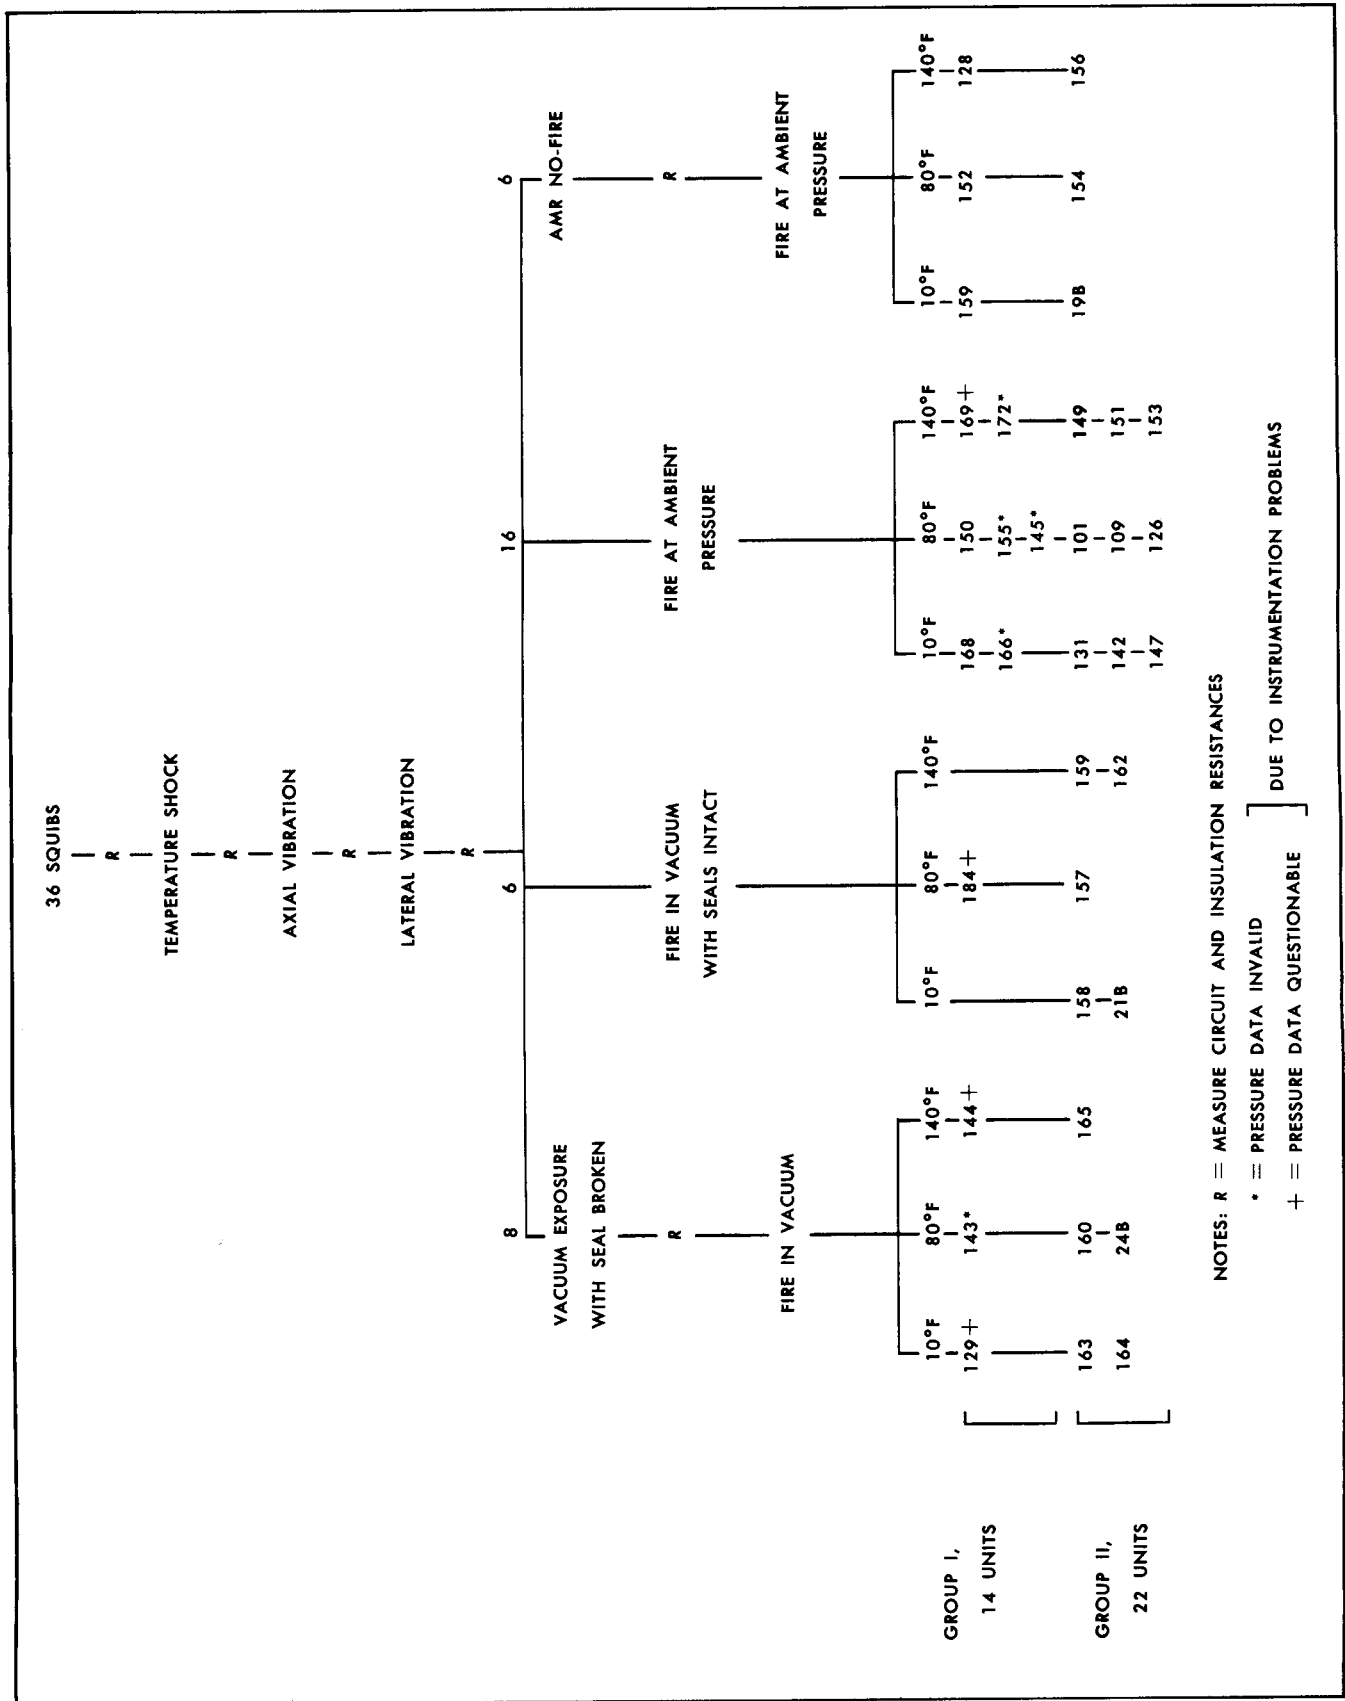 36 SQUIBS
R
TEMPERATURE SHOCK
R
AXIAL VIBRATION
R
LATERAL VIBRATION
R
8 6 16 6
VACUUM EXPOSURE
WITH SEAL BROKEN
R
FIRE IN VACUUM
FIRE IN VACUUM
WITH SEALS INTACT
FIRE AT AMBIENT
PRESSURE
AMR NO-FIRE
R
FIRE AT AMBIENT
PRESSURE
10°F 80°F 140°F 10°F 80°F 140°F 10°F 80°F 140°F 10°F 80°F 140°F
GROUP I,
14 UNITS
129+ 143* 144+ 184+ 168 150 169+ 159 152 128
166* 155* 172*
145*
GROUP II,
22 UNITS
163 160 165 158 157 159 131 101 149 19B 154 156
164 24B 21B 162 142 109 151
147 126 153
NOTES: R = MEASURE CIRCUIT AND INSULATION RESISTANCES
* = PRESSURE DATA INVALID
+ = PRESSURE DATA QUESTIONABLE
DUE TO INSTRUMENTATION PROBLEMS